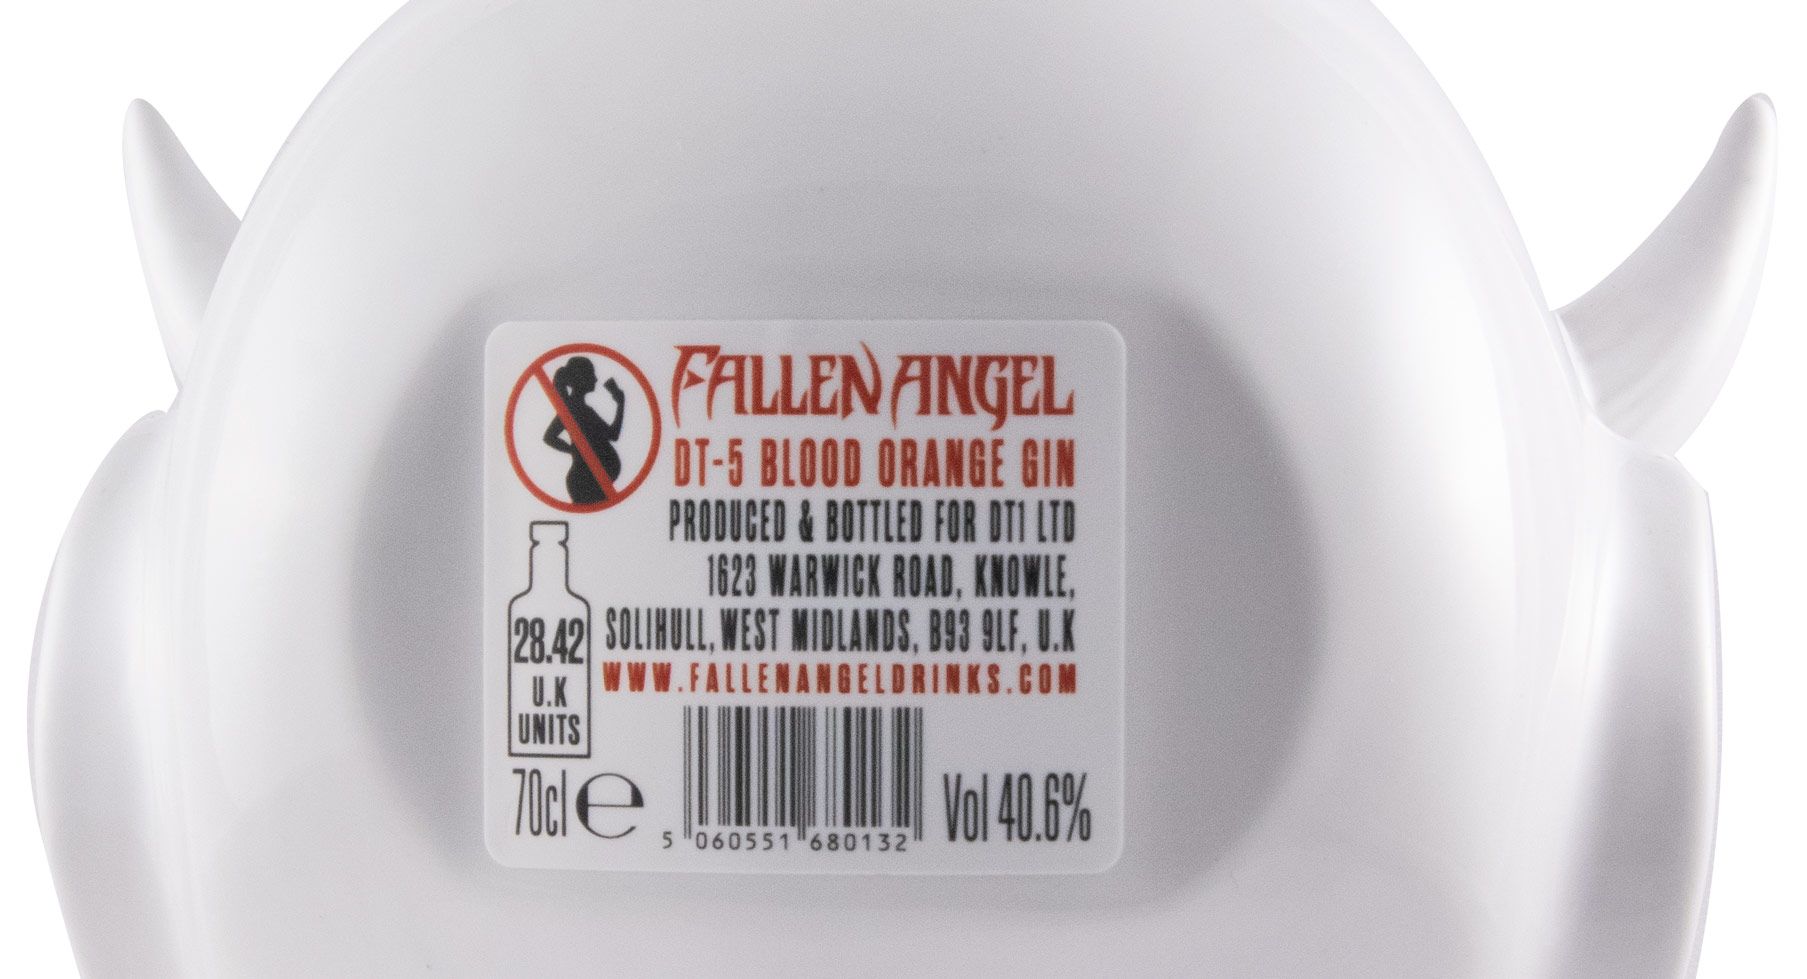 FALLEN ANGEL
DT-5 BLOOD ORANGE GIN
PRODUCED & BOTTLED FOR DT1 LTD
1623 WARWICK ROAD, KNOWLE,
SOLIHULL, WEST MIDLANDS, B93 9LF, U.K
WWW.FALLENANGELDRINKS.COM
28.42
U.K
UNITS
70cl e
5 060551 680132
Vol 40.6%